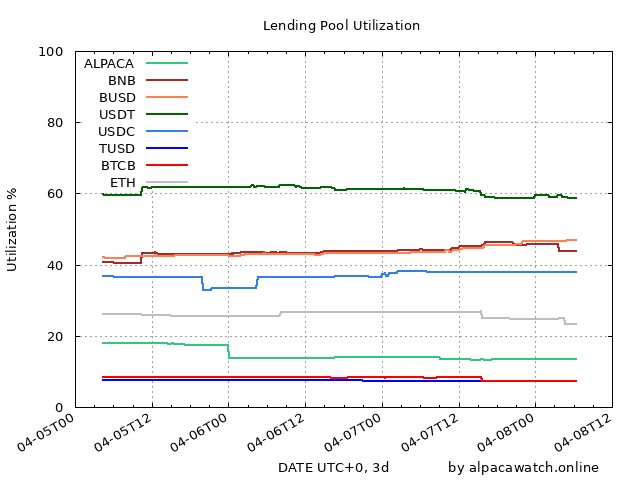 Lending Pool Utilization
100
80
60
40
20
0
Utilization %
ALPACA
BNB
BUSD
USDT
USDC
TUSD
BTCB
ETH
04-05T00
04-05T12
04-06T00
04-06T12
04-07T00
04-07T12
04-08T00
04-08T12
DATE UTC+0, 3d
by alpacawatch.online